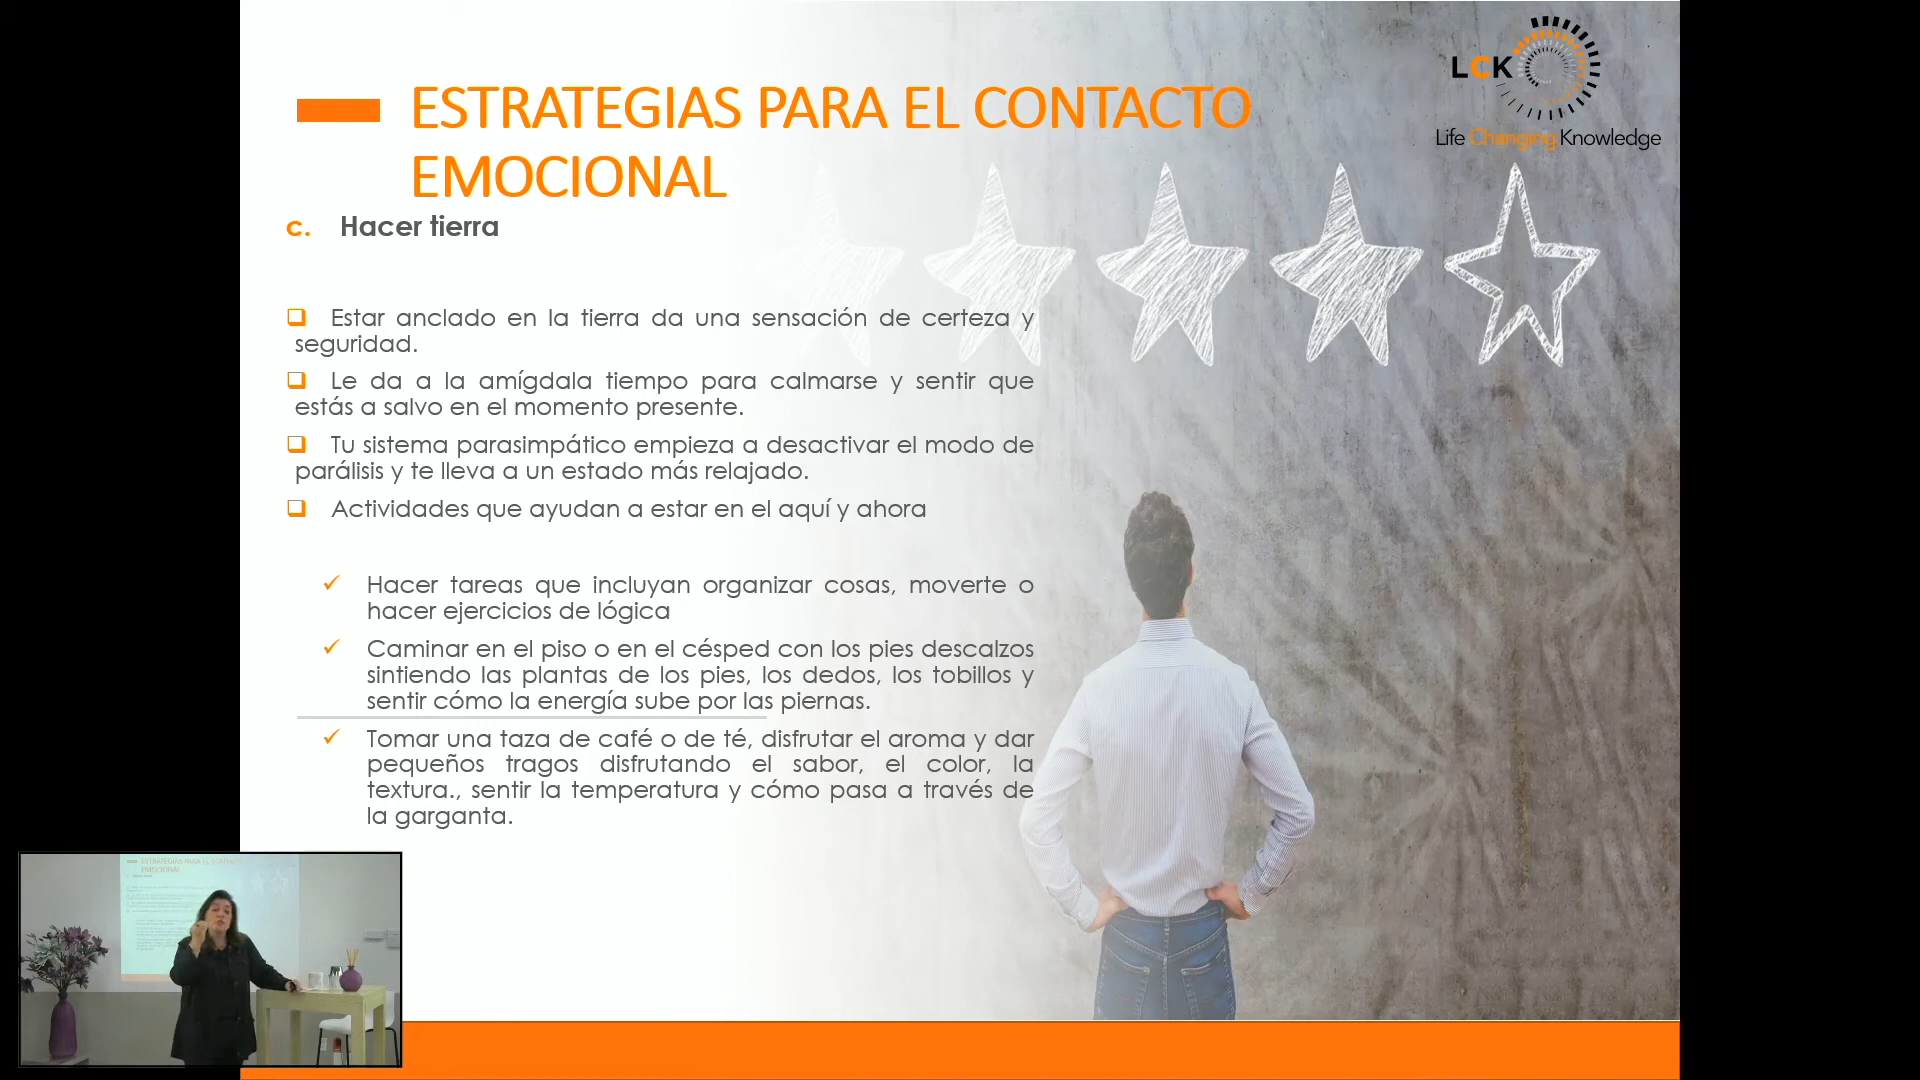 LCK
Life Changing Knowledge
ESTRATEGIAS PARA EL CONTACTO
EMOCIONAL
c. Hacer tierra
Estar anclado en la tierra da una sensación de certeza y
seguridad.
Le da a la amígdala tiempo para calmarse y sentir que
estás a salvo en el momento presente.
Tu sistema parasimpático empieza a desactivar el modo de
parálisis y te lleva a un estado más relajado.
Actividades que ayudan a estar en el aquí y ahora
Hacer tareas que incluyan organizar cosas, moverte o
hacer ejercicios de lógica
Caminar en el piso o en el césped con los pies descalzos
sintiendo las plantas de los pies, los dedos, los tobillos y
sentir cómo la energía sube por las piernas.
Tomar una taza de café o de té, disfrutar el aroma y dar
pequeños tragos disfrutando el sabor, el color, la
textura., sentir la temperatura y cómo pasa a través de
la garganta.
ESTRATEGIAS PARA EL CONTACTO
EMOCIONAL